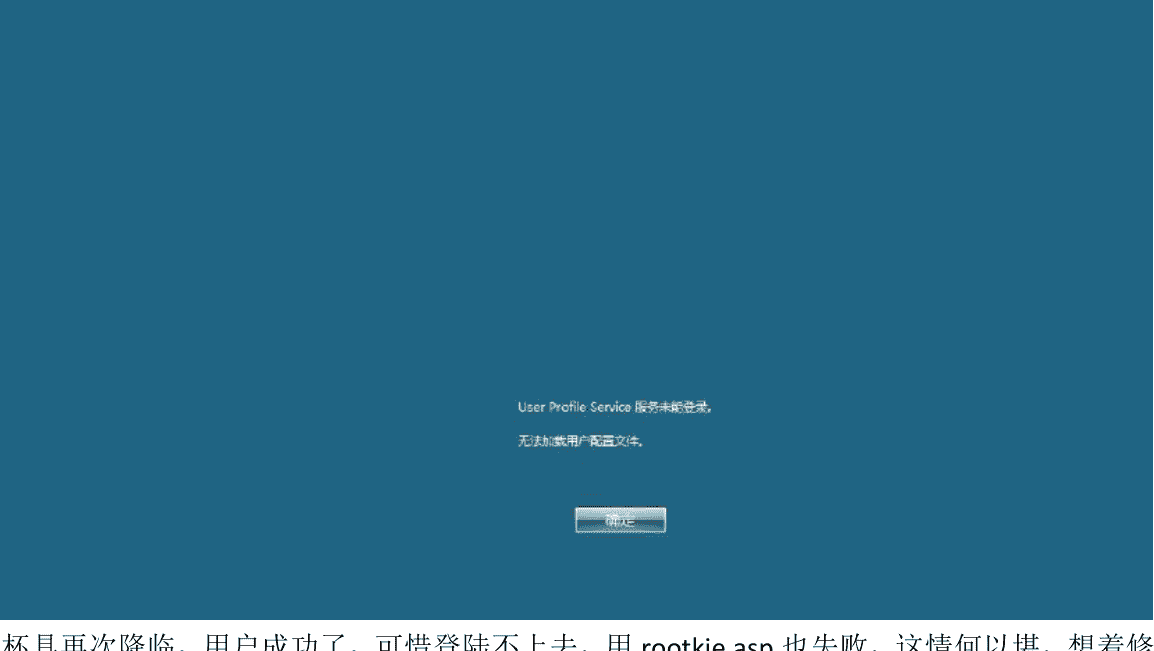 User Profile Service 服务未能登录。
无法加载用户配置文件。
确定
杯具再次降临，用户成功了，可惜登陆不上去，用 rootkie asp 也失败，这情何以堪，想着修